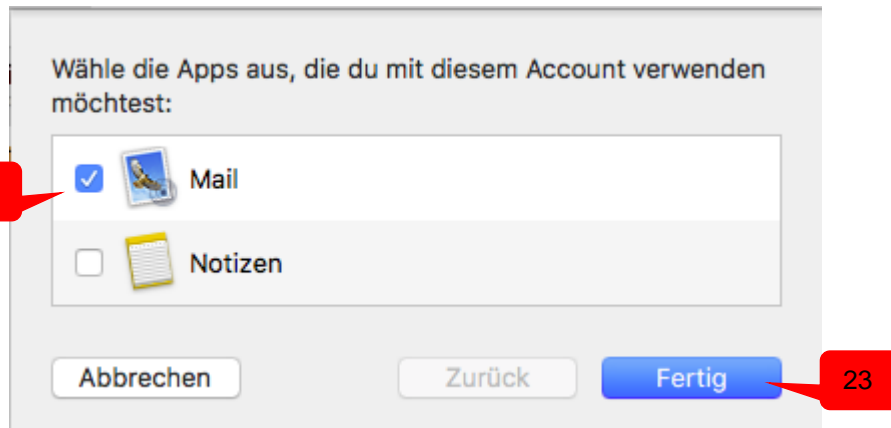 Wähle die Apps aus, die du mit diesem Account verwenden
möchtest:
Mail
Notizen
Abbrechen
Zurück
Fertig
23